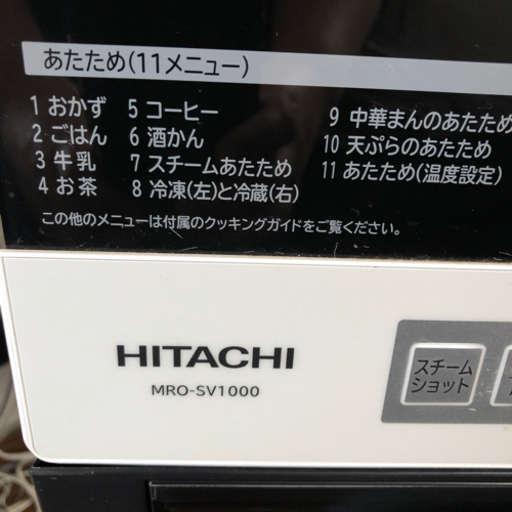 あたため(11メニュー)
1 おかず
2 ごはん
3 牛乳
4 お茶
5 コーヒー
6 酒かん
7 スチームあたため
8 冷凍(左)と冷蔵(右)
9 中華まんのあたため
10 天ぷらのあたため
11 あたため(温度設定)
この他のメニューは付属のクッキングガイドをご覧ください。
HITACHI
MRO-SV1000
スチーム
ショット